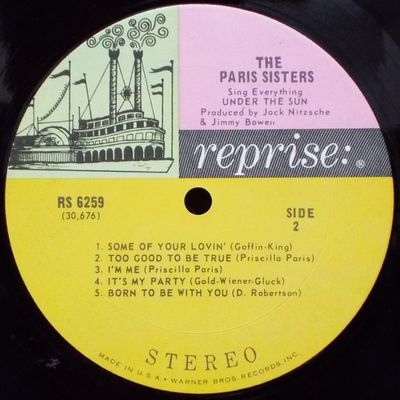 THE
PARIS SISTERS
Sing Everything
UNDER THE SUN
Produced by Jack Nitzsche
& Jimmy Bowen
reprise:®
RS 6259
(30,676)
SIDE
2
1. SOME OF YOUR LOVIN' (Goffin-King)
2. TOO GOOD TO BE TRUE (Priscilla Paris)
3. I'M ME (Priscilla Paris)
4. IT'S MY PARTY (Gold-Wiener-Gluck)
5. BORN TO BE WITH YOU (D. Robertson)
STEREO
MADE IN U.S.A. • WARNER BROS. RECORDS, INC.